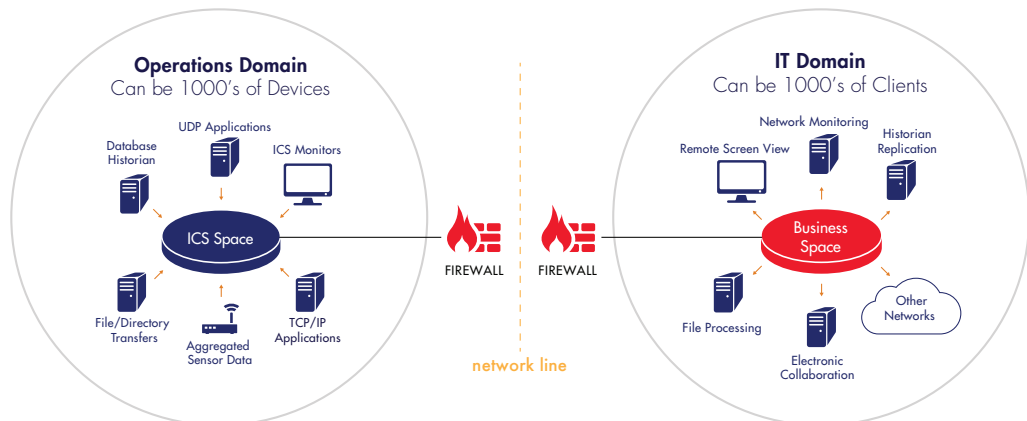 Operations Domain
Can be 1000's of Devices
UDP Applications
Database
Historian
ICS Monitors
ICS Space
File/Directory
Transfers
Aggregated
Sensor Data
TCP/IP
Applications
FIREWALL
FIREWALL
network line
IT Domain
Can be 1000's of Clients
Network Monitoring
Remote Screen View
Historian
Replication
Business
Space
File Processing
Electronic
Collaboration
Other
Networks